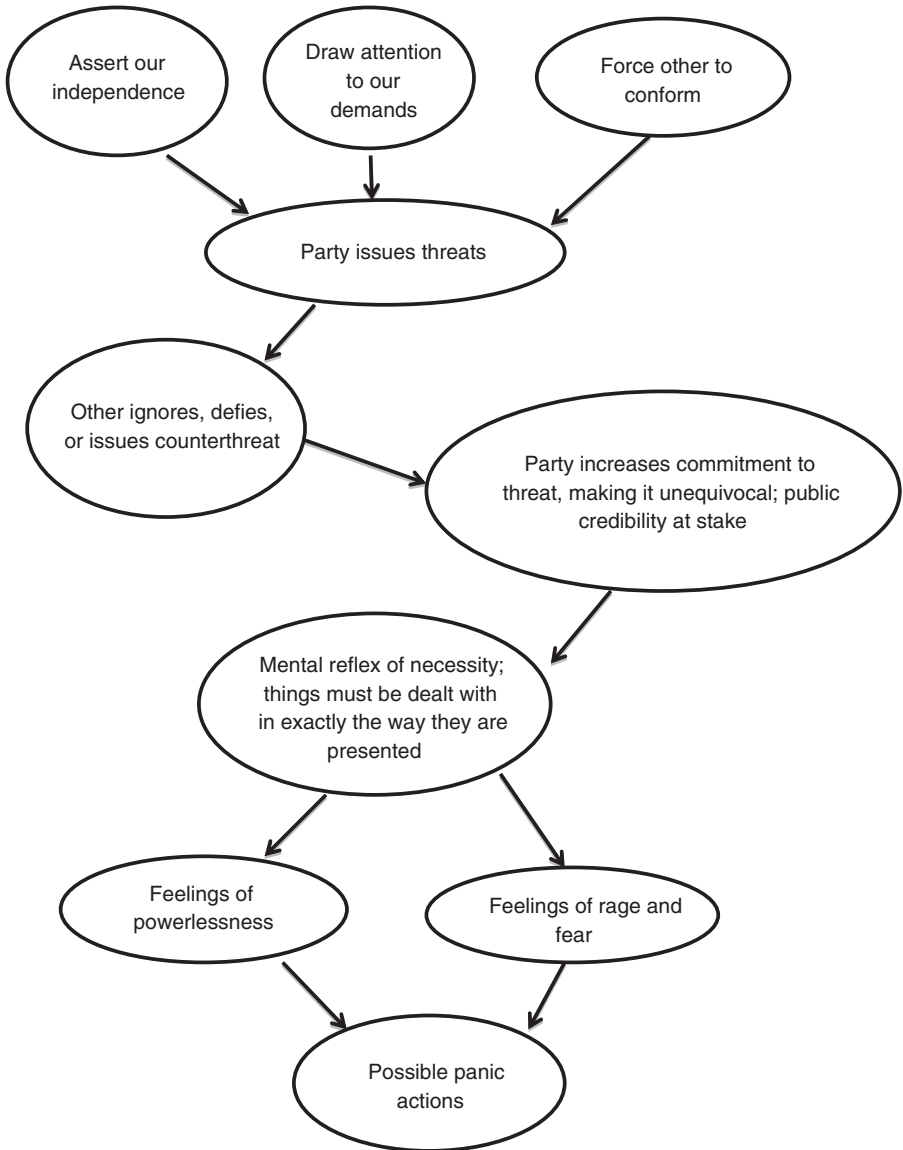 Assert our
independence
Draw attention
to our
demands
Force other to
conform
Party issues threats
Other ignores, defies,
or issues counterthreat
Party increases commitment to
threat, making it unequivocal; public
credibility at stake
Mental reflex of necessity;
things must be dealt with
in exactly the way they are
presented
Feelings of
powerlessness
Feelings of rage and
fear
Possible panic
actions